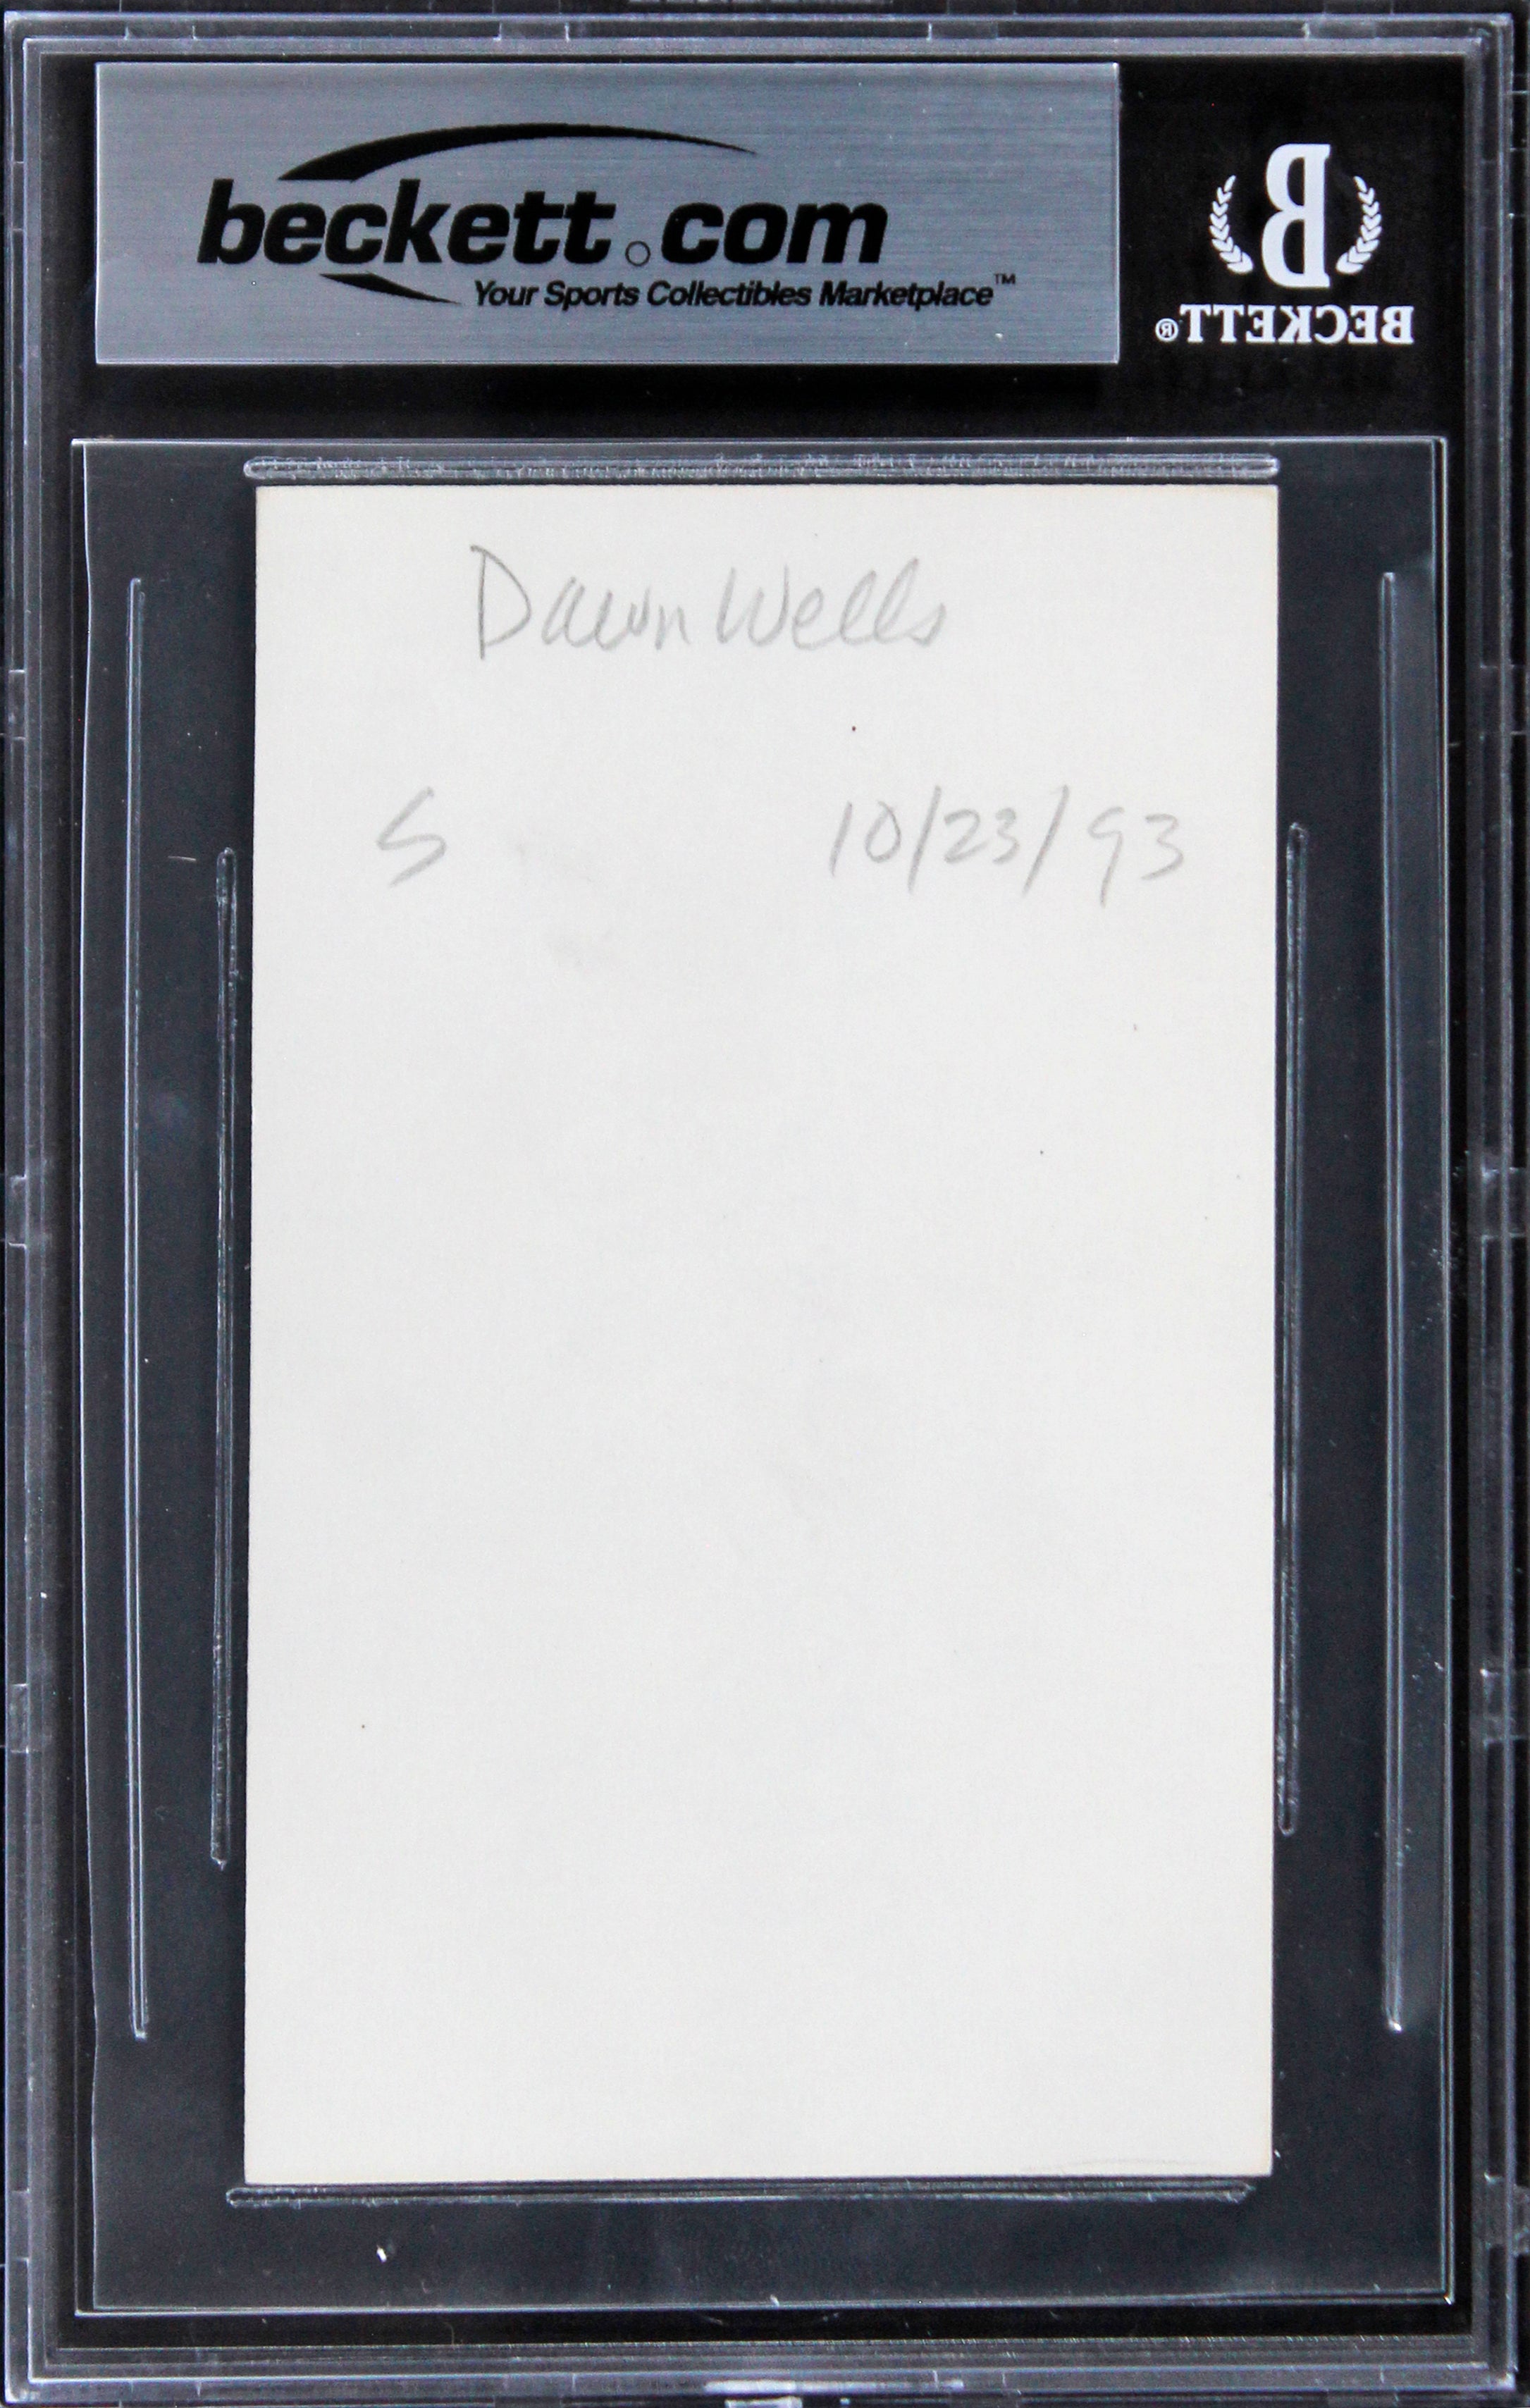 beckett.com
Your Sports Collectibles Marketplace™
B
BECKETT®
Dawn Wells
S 10/23/93